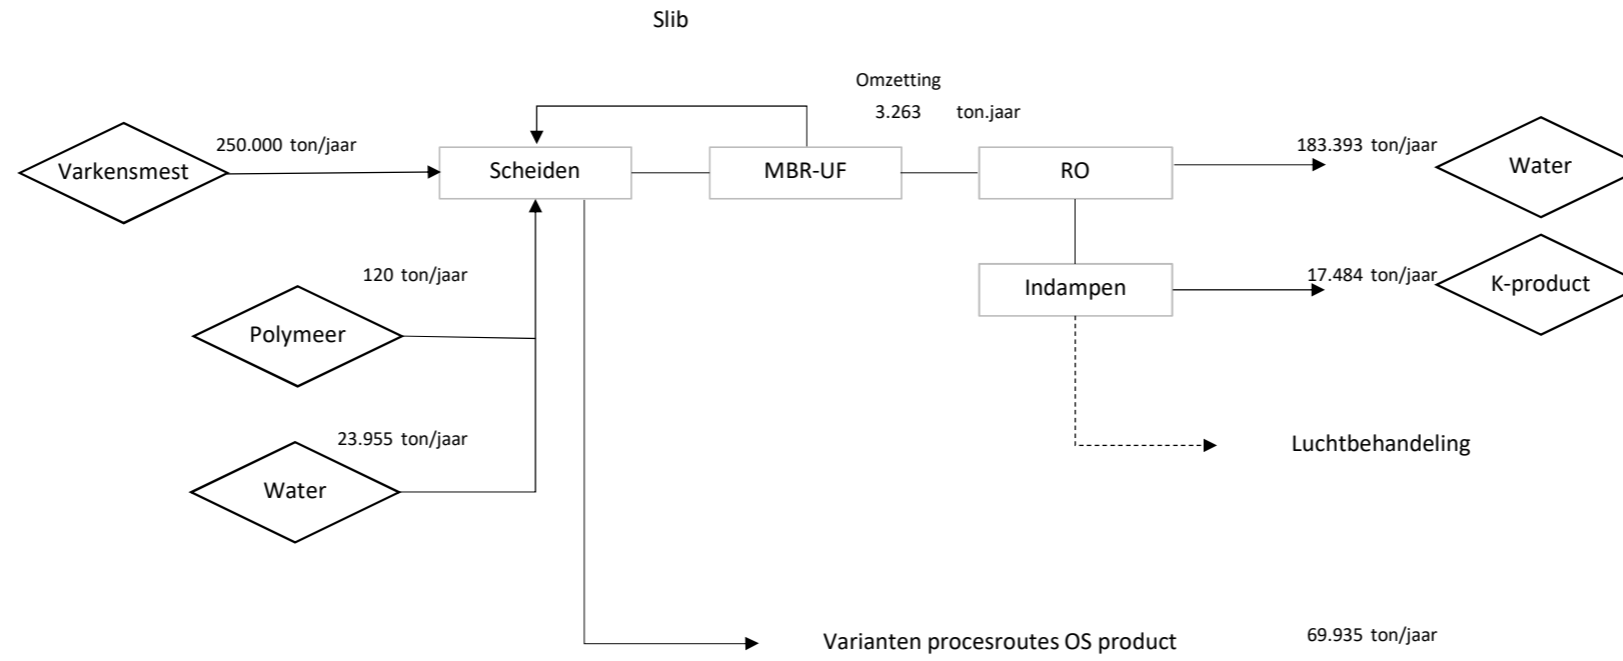 Slib
Omzetting
3.263 ton.jaar
250.000 ton/jaar
183.393 ton/jaar
Varkensmest
Scheiden
MBR-UF
RO
Water
120 ton/jaar
17.484 ton/jaar
Indampen
K-product
Polymeer
23.955 ton/jaar
Luchtbehandeling
Water
Varianten procesroutes OS product
69.935 ton/jaar